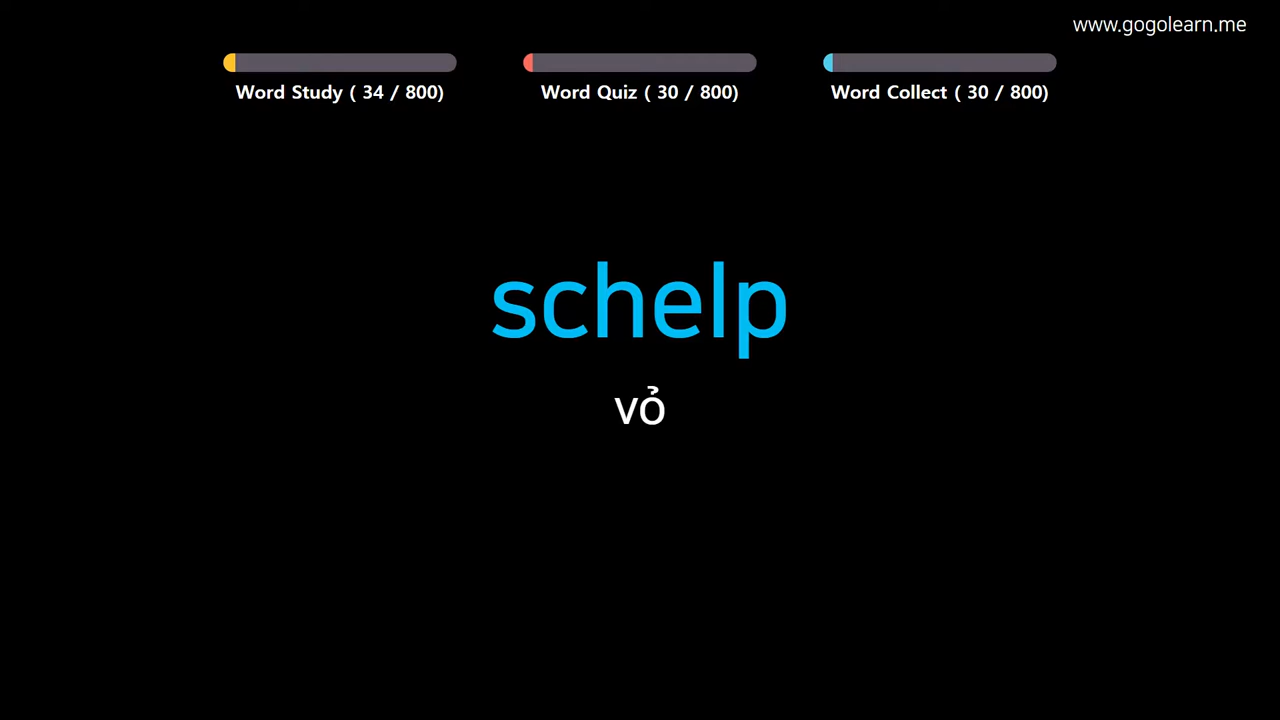 www.gogolearn.me
Word Study ( 34 / 800)
Word Quiz ( 30 / 800)
Word Collect ( 30 / 800)
schelp
vỏ